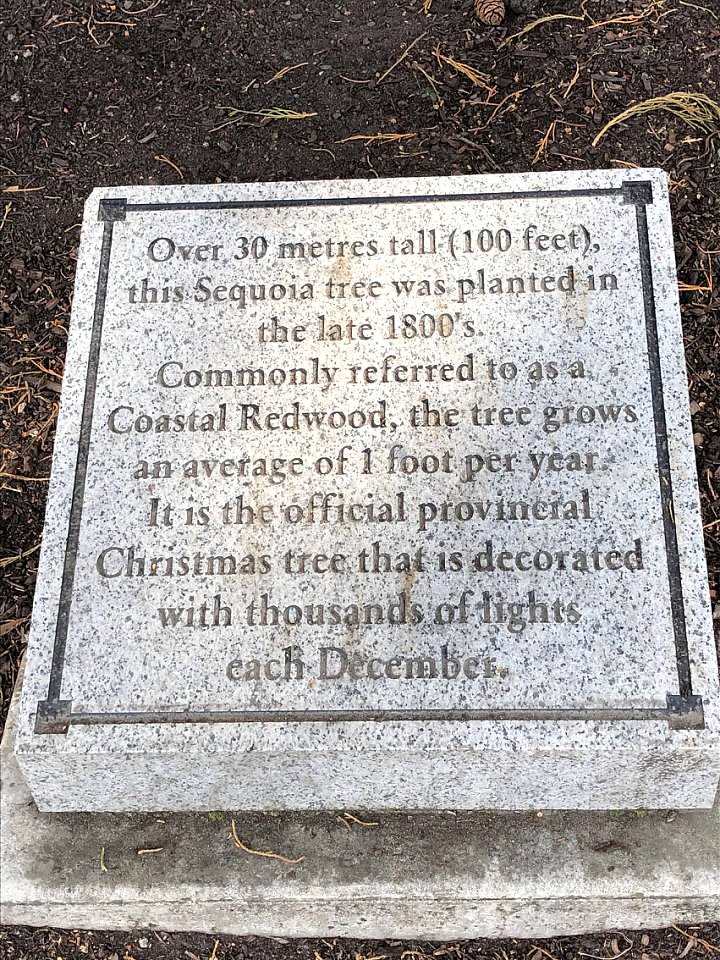 Over 30 metres tall (100 feet),
this Sequoia tree was planted in
the late 1800's.
Commonly referred to as a
Coastal Redwood, the tree grows
an average of 1 foot per year.
It is the official provincial
Christmas tree that is decorated
with thousands of lights
each December.